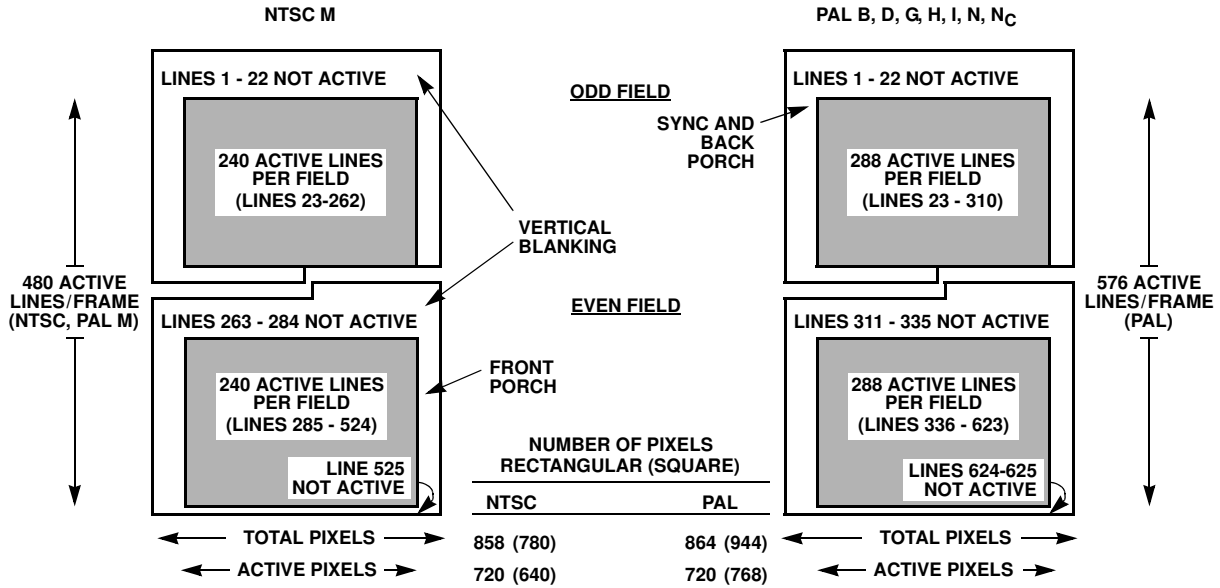 NTSC M
LINES 1 - 22 NOT ACTIVE
240 ACTIVE LINES
PER FIELD
(LINES 23-262)
480 ACTIVE
LINES/FRAME
(NTSC, PAL M)
LINES 263 - 284 NOT ACTIVE
240 ACTIVE LINES
PER FIELD
(LINES 285 - 524)
LINE 525
NOT ACTIVE
TOTAL PIXELS
ACTIVE PIXELS
ODD FIELD
SYNC AND
BACK
PORCH
VERTICAL
BLANKING
EVEN FIELD
FRONT
PORCH
NUMBER OF PIXELS
RECTANGULAR (SQUARE)
NTSC PAL
858 (780) 864 (944)
720 (640) 720 (768)
PAL B, D, G, H, I, N, NC
LINES 1 - 22 NOT ACTIVE
288 ACTIVE LINES
PER FIELD
(LINES 23 - 310)
576 ACTIVE
LINES/FRAME
(PAL)
LINES 311 - 335 NOT ACTIVE
288 ACTIVE LINES
PER FIELD
(LINES 336 - 623)
LINES 624-625
NOT ACTIVE
TOTAL PIXELS
ACTIVE PIXELS